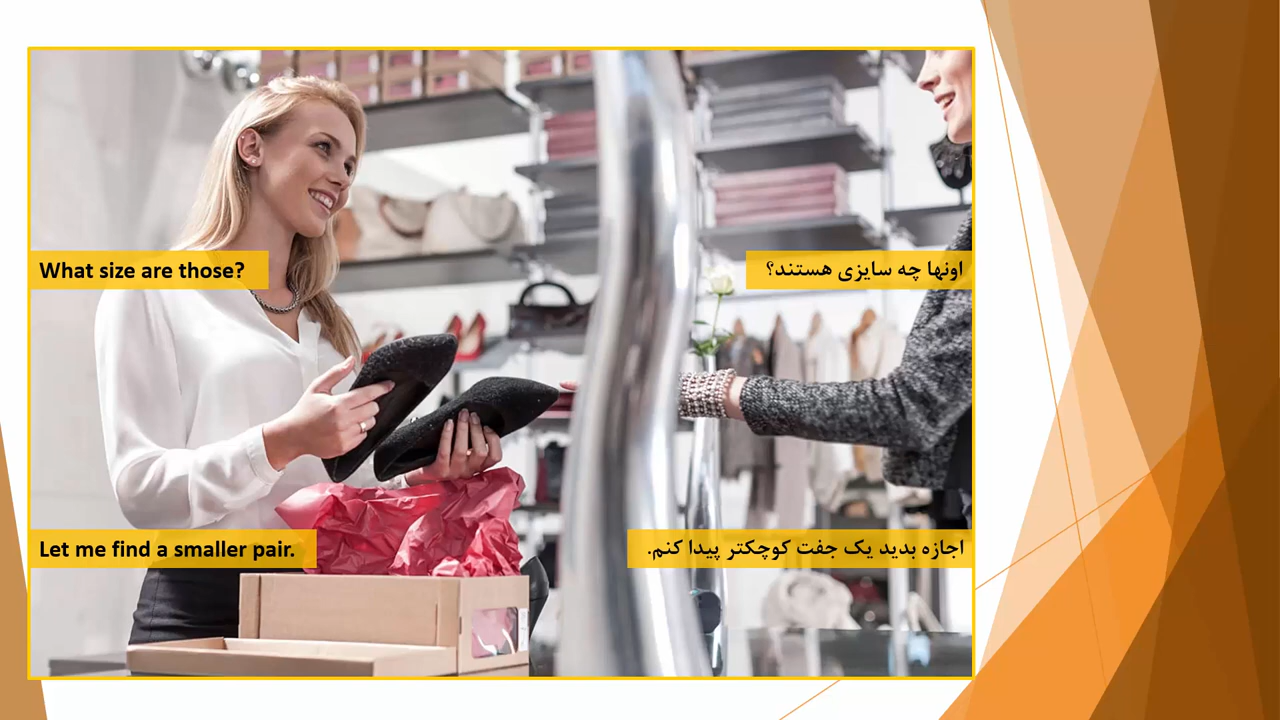 What size are those?
اونها چه سایزی هستند؟
Let me find a smaller pair.
اجازه بدید یک جفت کوچکتر پیدا کنم.